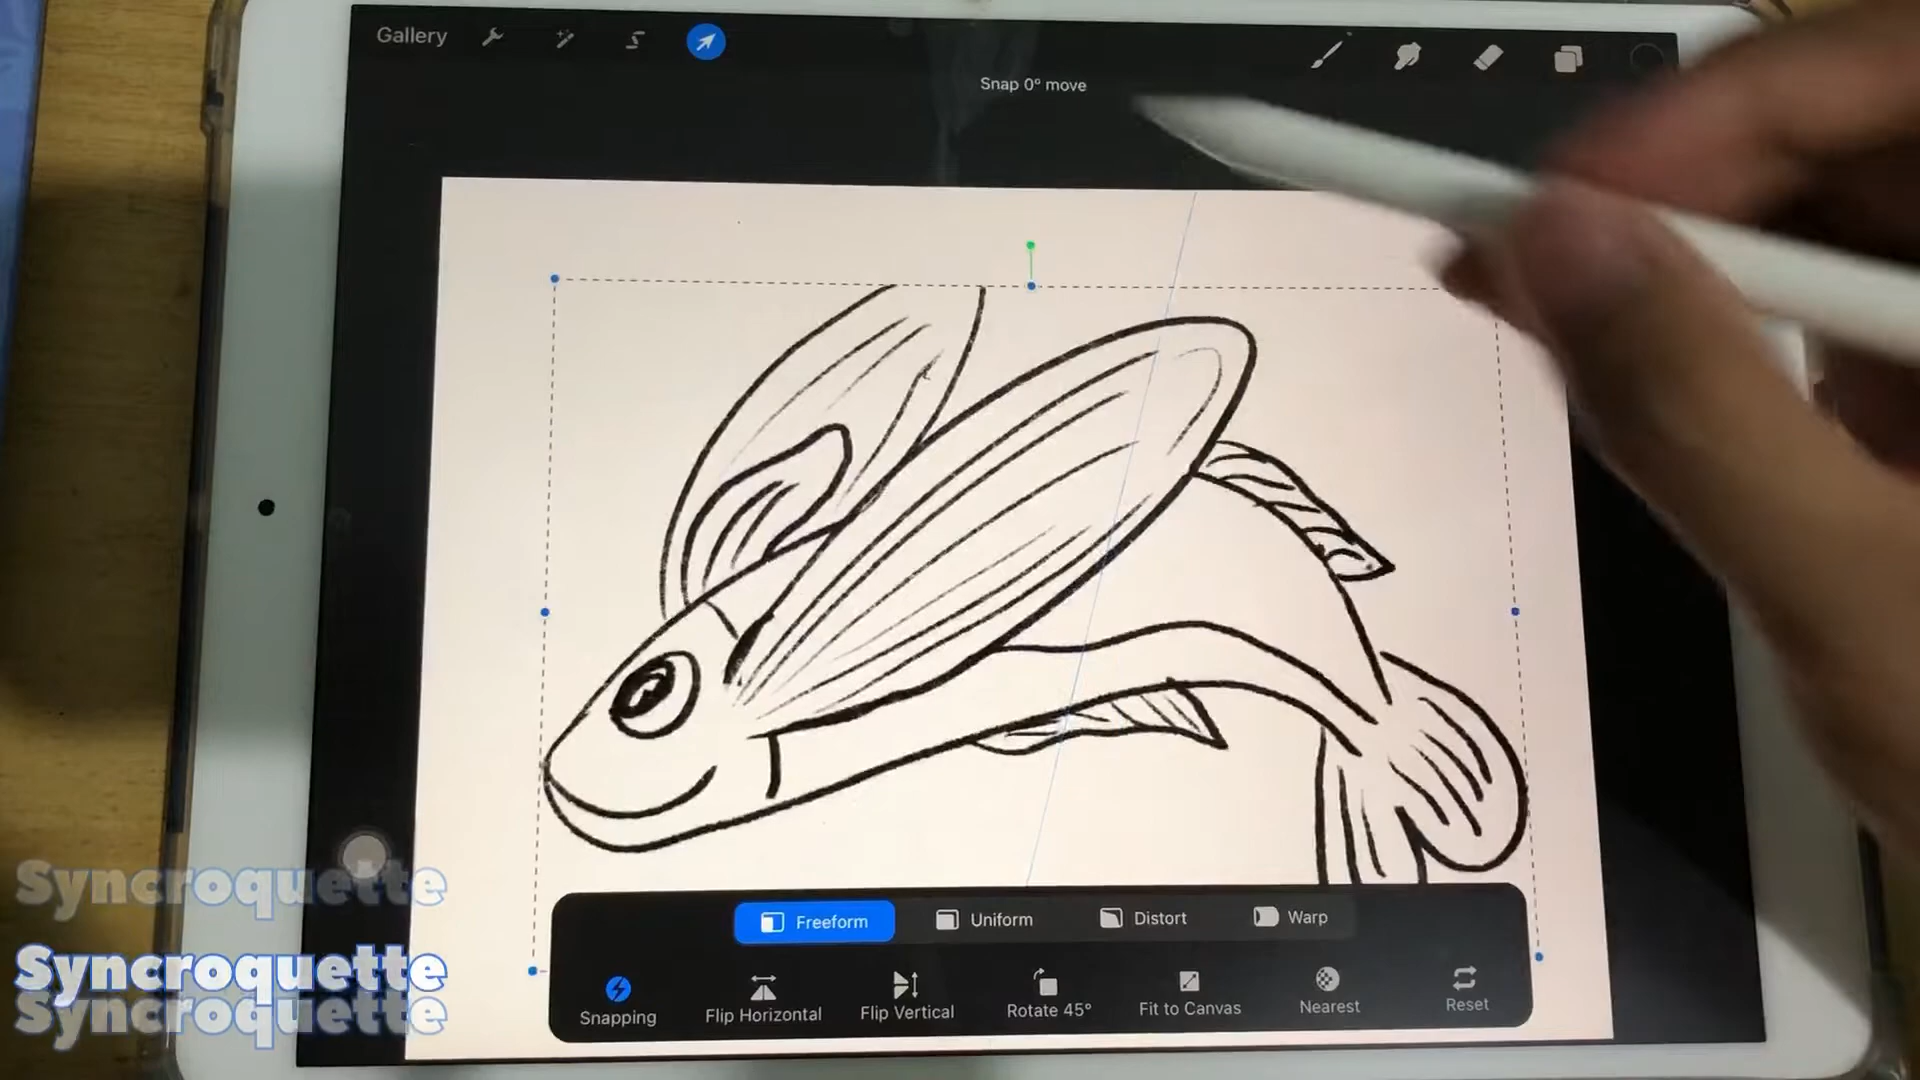 Gallery
Snap 0° move
Freeform Uniform Distort Warp
Snapping Flip Horizontal Flip Vertical Rotate 45° Fit to Canvas Nearest Reset
Syncroquette
Syncroquette
Syncroquette